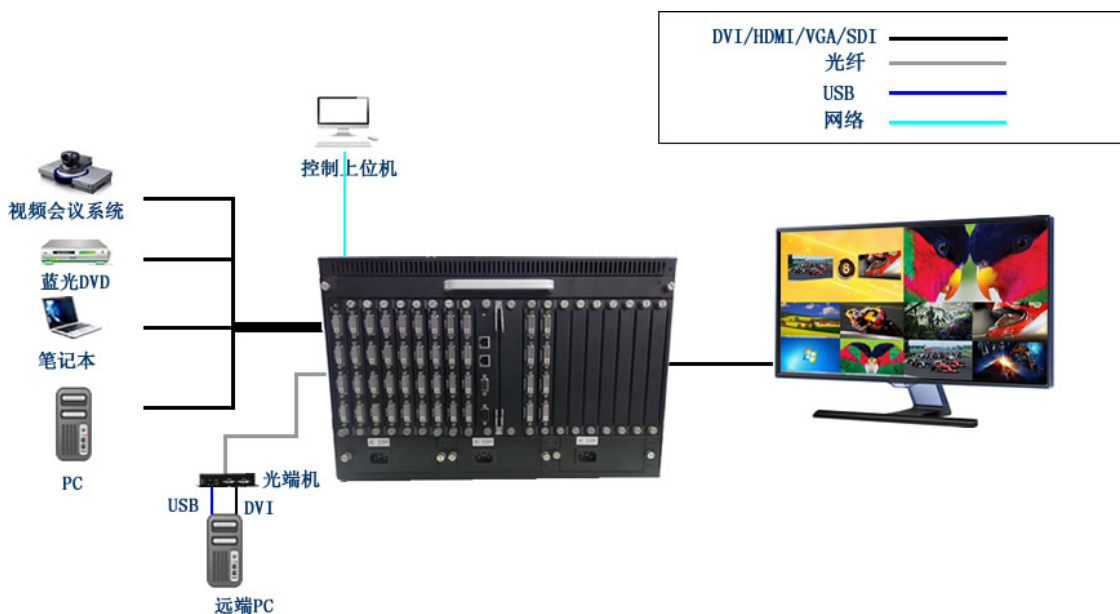 DVI/HDMI/VGA/SDI
光纤
USB
网络
控制上位机
视频会议系统
蓝光DVD
笔记本
PC
光端机
USB
DVI
远端PC